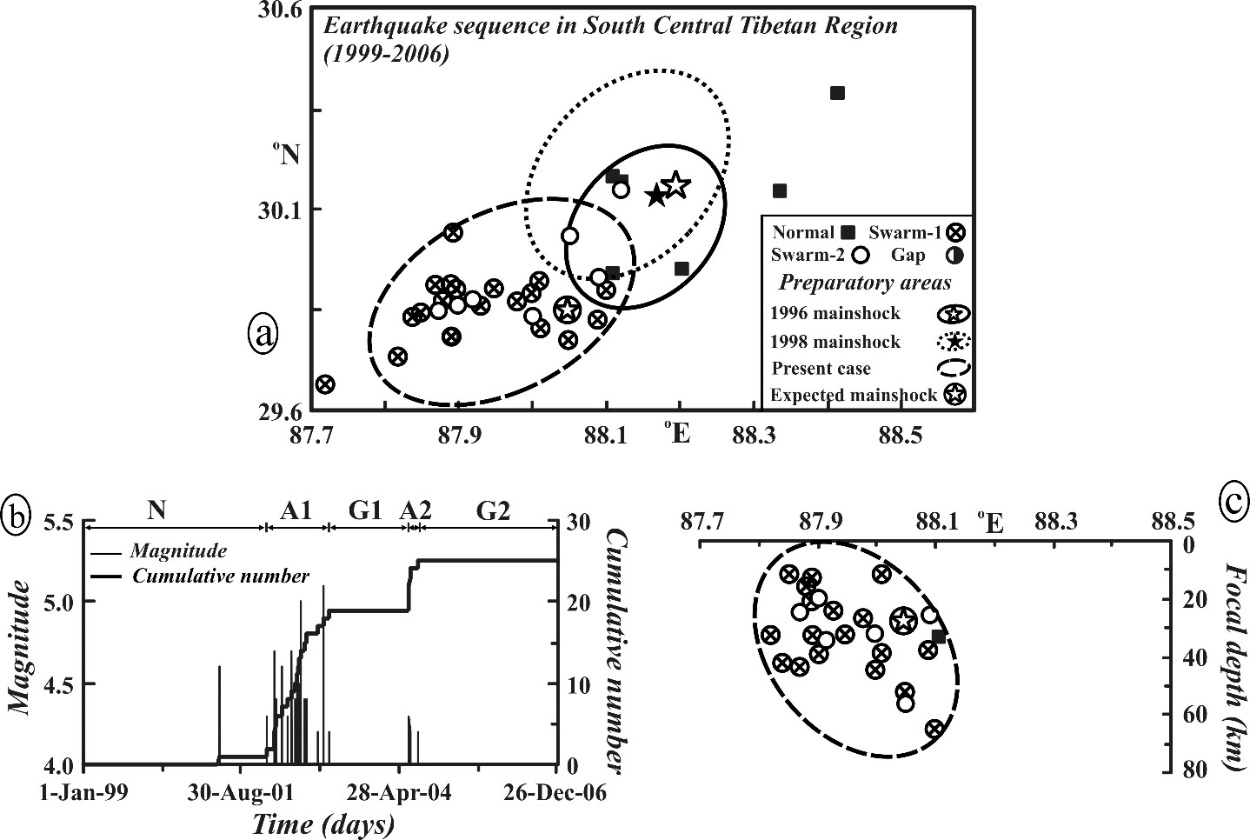 30.6
Earthquake sequence in South Central Tibetan Region
(1999-2006)
°N
30.1
Normal Swarm-1
Swarm-2 Gap
Preparatory areas
1996 mainshock
1998 mainshock
Present case
Expected mainshock
a
29.6
87.7 87.9 88.1 °E 88.3 88.5
b
N A1 G1 A2 G2
5.5 30
Magnitude
Cumulative number
5.0 20
4.5 10
4.0 0
Magnitude
Cumulative number
1-Jan-99 30-Aug-01 28-Apr-04 26-Dec-06
Time (days)
c
87.7 87.9 88.1 °E 88.3 88.5
0
20
40
60
80
Focal depth (km)